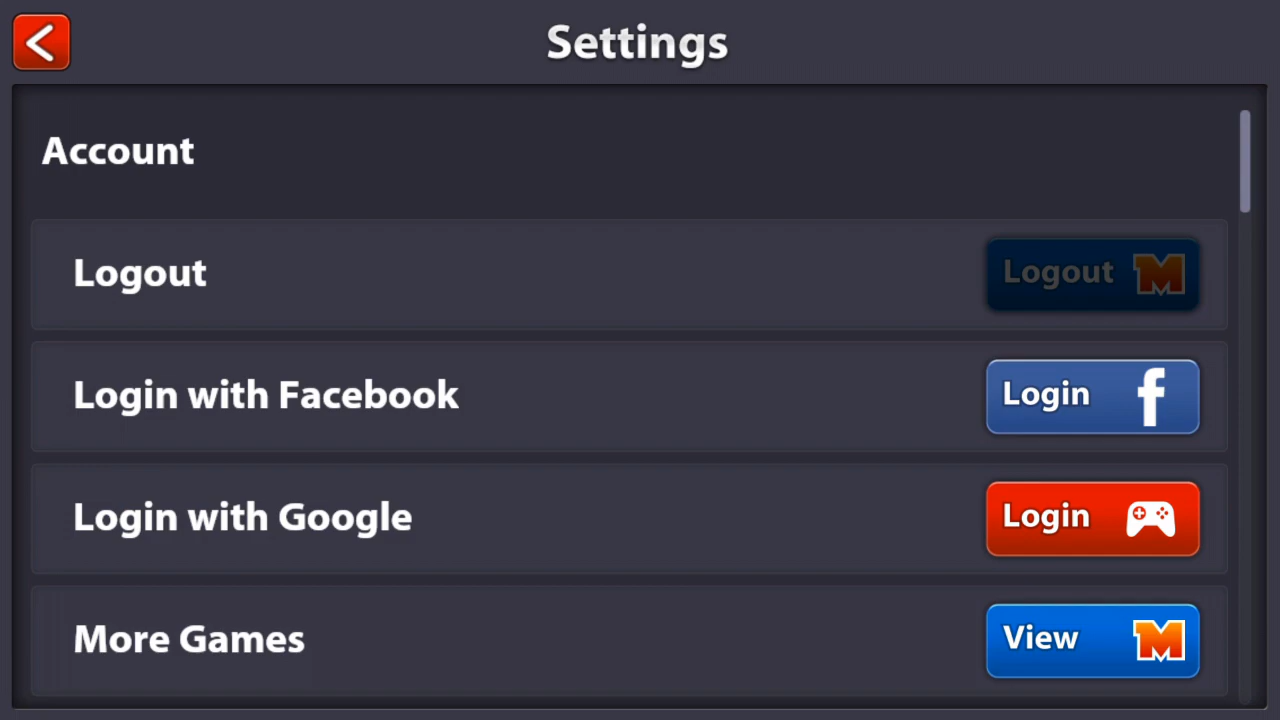 Settings
Account
Logout
Logout M
Login with Facebook
Login f
Login with Google
Login
More Games
View M